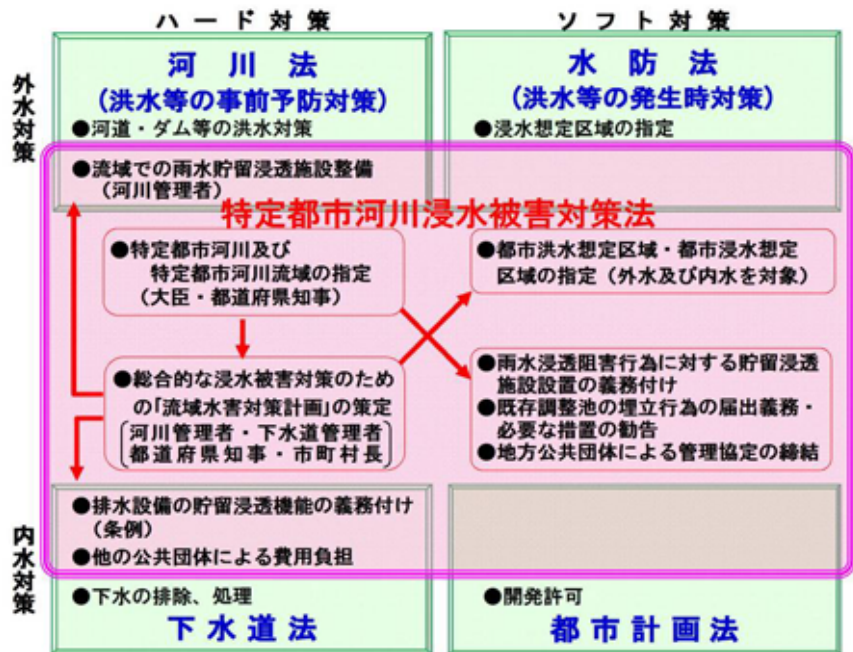 ハード対策
ソフト対策
外水対策
河川法
(洪水等の事前予防対策)
●河道・ダム等の洪水対策
●流域での雨水貯留浸透施設整備
(河川管理者)
水防法
(洪水等の発生時対策)
●浸水想定区域の指定
特定都市河川浸水被害対策法
●特定都市河川及び
特定都市河川流域の指定
(大臣・都道府県知事)
●都市洪水想定区域・都市浸水想定
区域の指定(外水及び内水を対象)
●総合的な浸水被害対策のため
の「流域水害対策計画」の策定
河川管理者・下水道管理者
都道府県知事・市町村長
●雨水浸透阻害行為に対する貯留浸透
施設設置の義務付け
●既存調整池の埋立行為の届出義務・
必要な措置の勧告
●地方公共団体による管理協定の締結
内水対策
●排水設備の貯留浸透機能の義務付け
(条例)
●他の公共団体による費用負担
●下水の排除、処理
下水道法
●開発許可
都市計画法